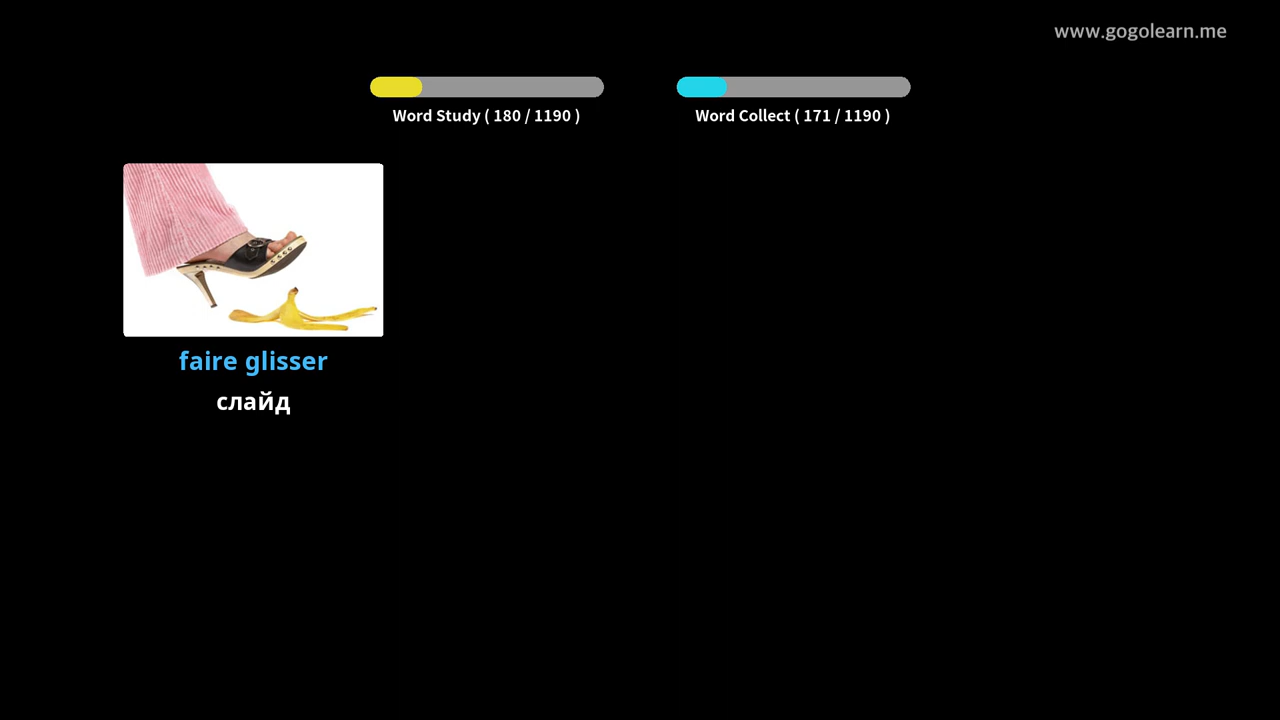 www.gogolearn.me
Word Study ( 180 / 1190 )
Word Collect ( 171 / 1190 )
faire glisser
слайд